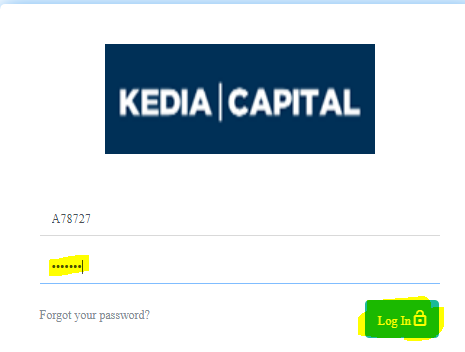 KEDIA|CAPITAL
A78727
•••••••
Forgot your password?
Log In